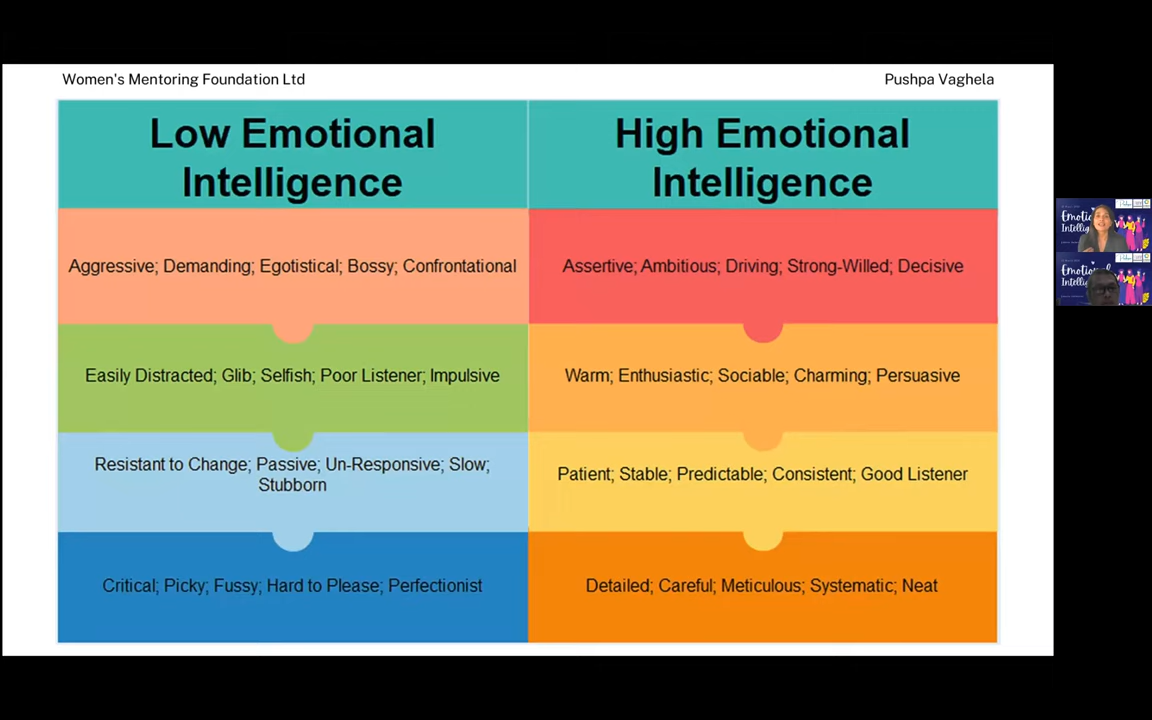 Women's Mentoring Foundation Ltd
Pushpa Vaghela
Low Emotional
Intelligence
High Emotional
Intelligence
Aggressive; Demanding; Egotistical; Bossy; Confrontational
Assertive; Ambitious; Driving; Strong-Willed; Decisive
Easily Distracted; Glib; Selfish; Poor Listener; Impulsive
Warm; Enthusiastic; Sociable; Charming; Persuasive
Resistant to Change; Passive; Un-Responsive; Slow;
Stubborn
Patient; Stable; Predictable; Consistent; Good Listener
Critical; Picky; Fussy; Hard to Please; Perfectionist
Detailed; Careful; Meticulous; Systematic; Neat